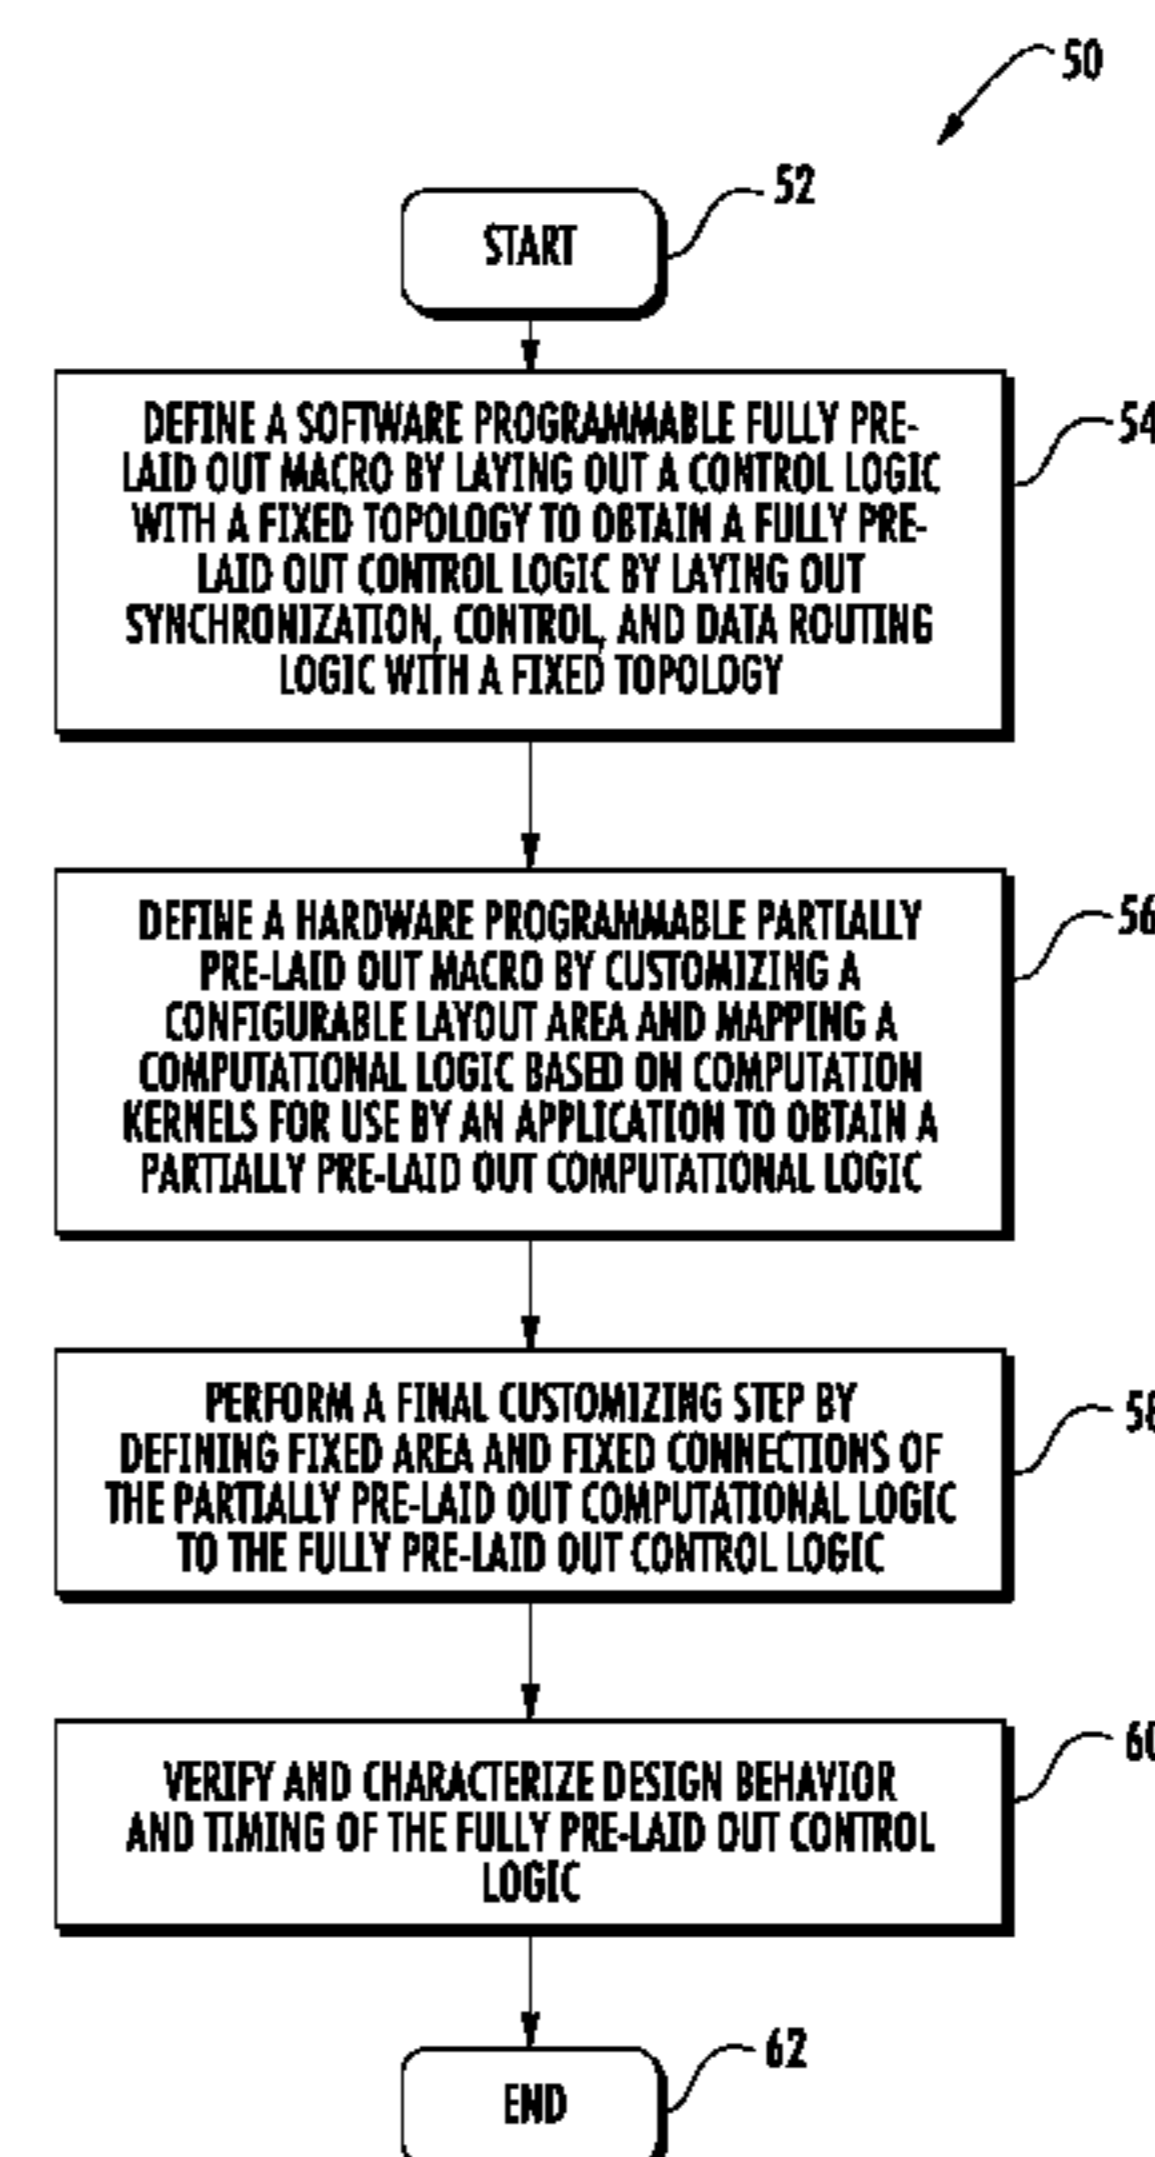 50
52
START
54
DEFINE A SOFTWARE PROGRAMMABLE FULLY PRE-
LAID OUT MACRO BY LAYING OUT A CONTROL LOGIC
WITH A FIXED TOPOLOGY TO OBTAIN A FULLY PRE-
LAID OUT CONTROL LOGIC BY LAYING OUT
SYNCHRONIZATION, CONTROL, AND DATA ROUTING
LOGIC WITH A FIXED TOPOLOGY
56
DEFINE A HARDWARE PROGRAMMABLE PARTIALLY
PRE-LAID OUT MACRO BY CUSTOMIZING A
CONFIGURABLE LAYOUT AREA AND MAPPING A
COMPUTATIONAL LOGIC BASED ON COMPUTATION
KERNELS FOR USE BY AN APPLICATION TO OBTAIN A
PARTIALLY PRE-LAID OUT COMPUTATIONAL LOGIC
58
PERFORM A FINAL CUSTOMIZING STEP BY
DEFINING FIXED AREA AND FIXED CONNECTIONS OF
THE PARTIALLY PRE-LAID OUT COMPUTATIONAL LOGIC
TO THE FULLY PRE-LAID OUT CONTROL LOGIC
60
VERIFY AND CHARACTERIZE DESIGN BEHAVIOR
AND TIMING OF THE FULLY PRE-LAID OUT CONTROL
LOGIC
62
END